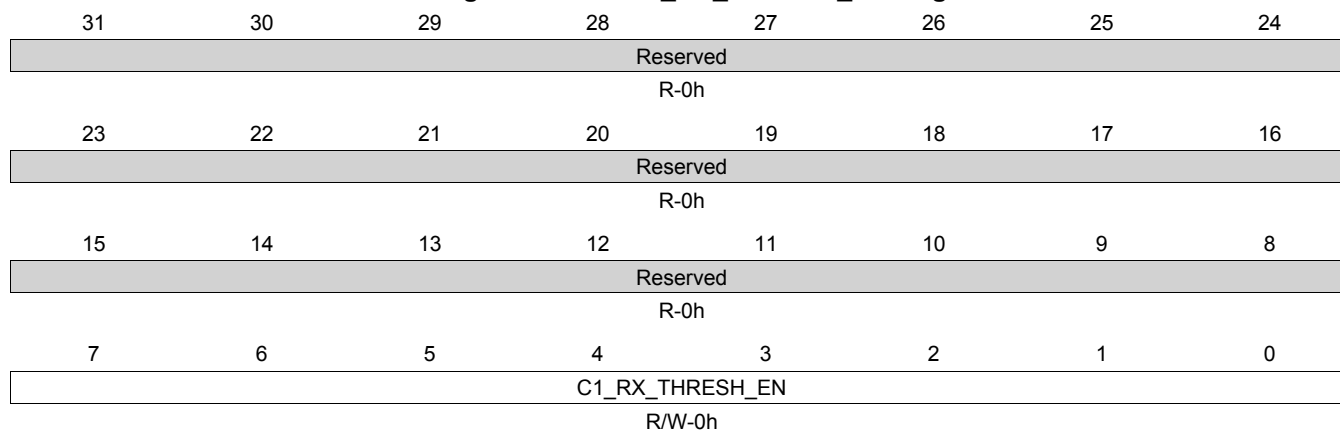 31 30 29 28 27 26 25 24
Reserved
R-0h
23 22 21 20 19 18 17 16
Reserved
R-0h
15 14 13 12 11 10 9 8
Reserved
R-0h
7 6 5 4 3 2 1 0
C1_RX_THRESH_EN
R/W-0h